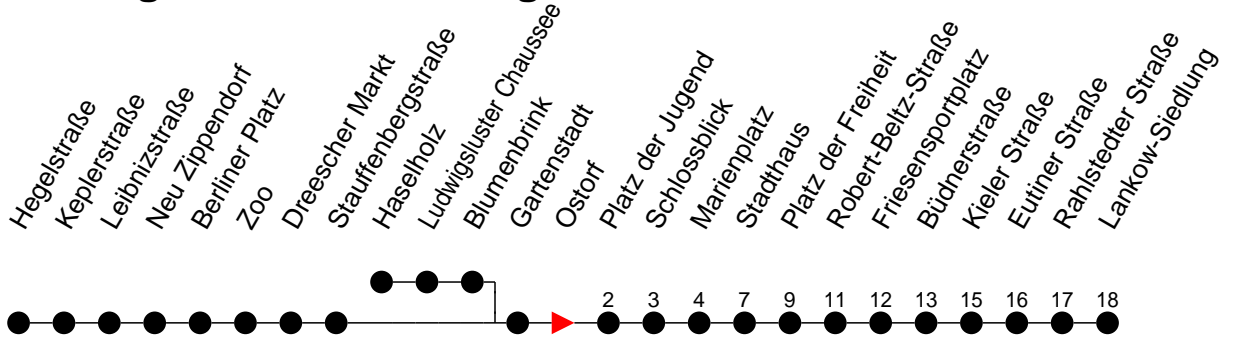 Hegelstraße
Keplerstraße
Leibnizstraße
Neu Zippendorf
Berliner Platz
Zoo
Dreescher Markt
Stauffenbergstraße
Haselholz
Ludwigsluster Chaussee
Blumenbrink
Gartenstadt
Ostorf
Platz der Jugend
Schlossblick
Marienplatz
Stadthaus
Platz der Freiheit
Robert-Beltz-Straße
Friesensportplatz
Büdnerstraße
Kieler Straße
Eutiner Straße
Rahlstedter Straße
Lankow-Siedlung
2 3 4 7 9 11 12 13 15 16 17 18